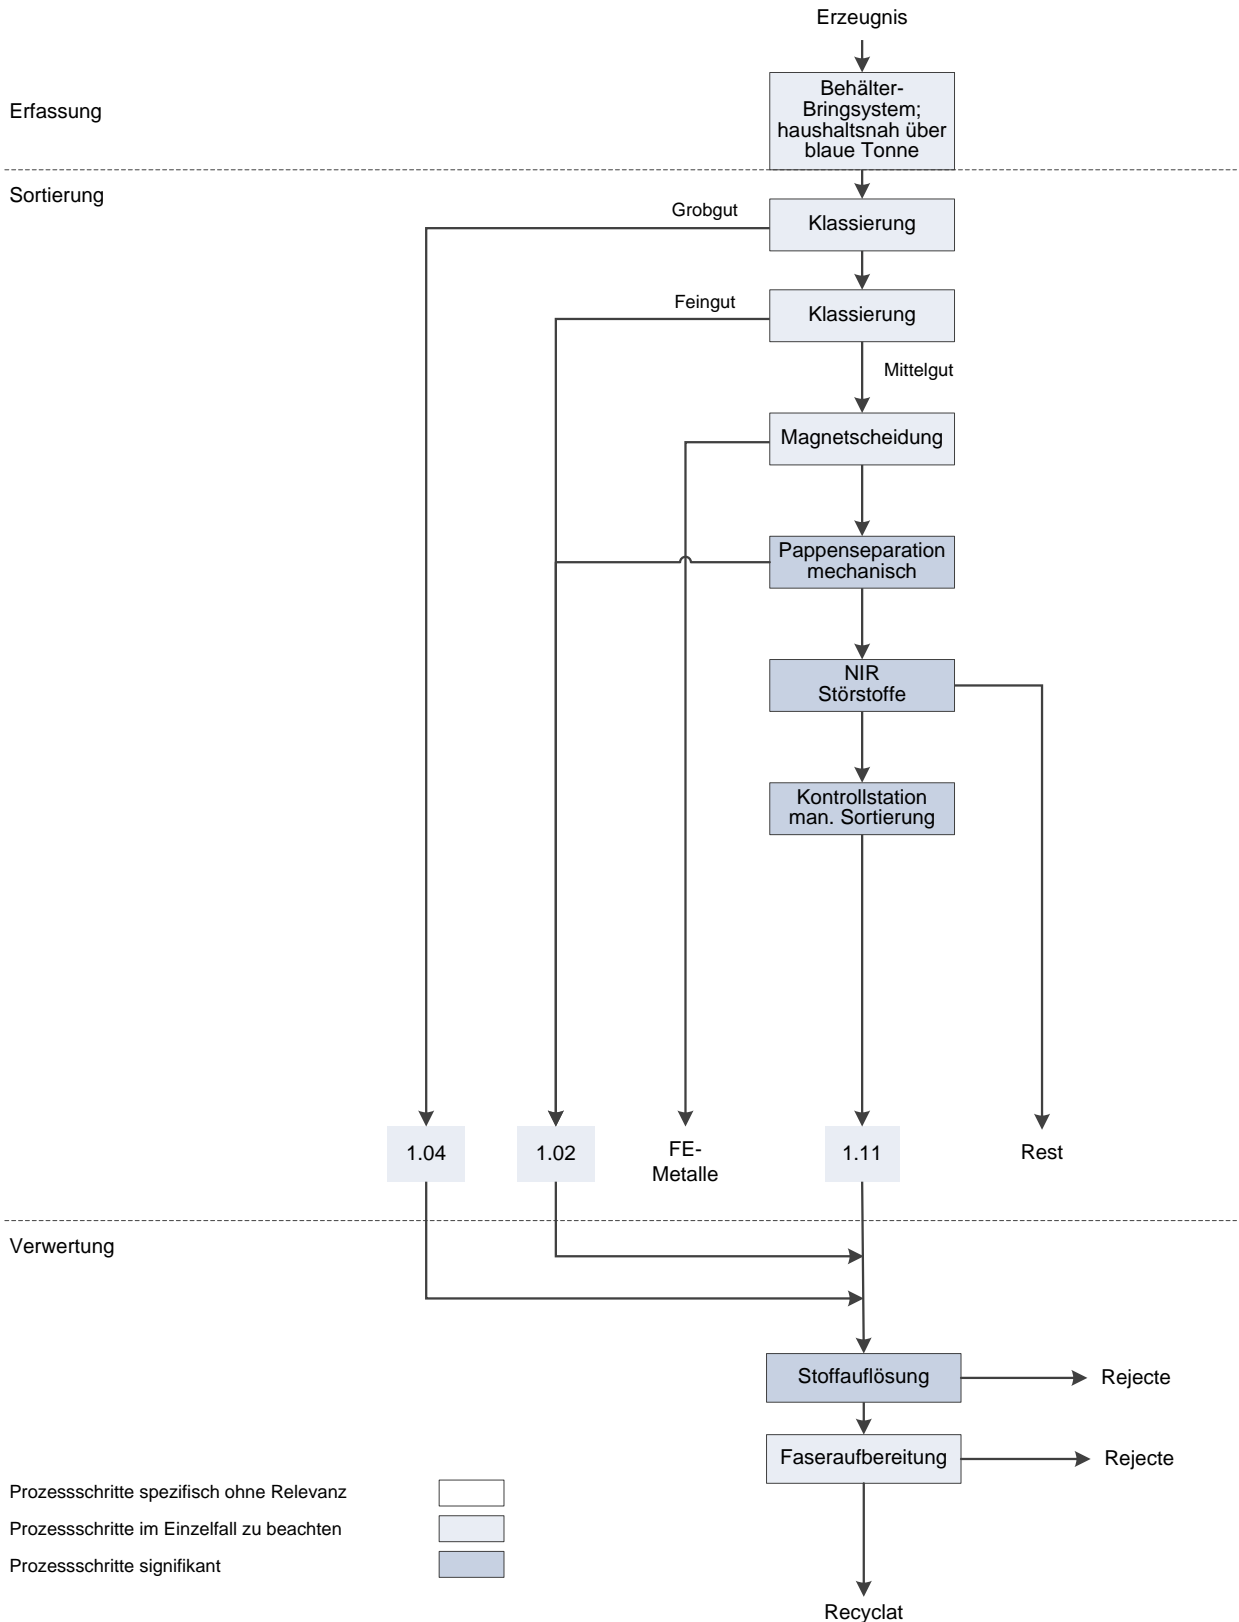 Erzeugnis
Erfassung
Behälter-
Bringsystem;
haushaltsnah über
blaue Tonne
Sortierung
Grobgut
Klassierung
Feingut
Klassierung
Mittelgut
Magnetscheidung
Pappenseparation
mechanisch
NIR
Störstoffe
Kontrollstation
man. Sortierung
1.04
1.02
FE-
Metalle
1.11
Rest
Verwertung
Stoffauflösung
Rejecte
Faseraufbereitung
Rejecte
Prozessschritte spezifisch ohne Relevanz
Prozessschritte im Einzelfall zu beachten
Prozessschritte signifikant
Recyclat